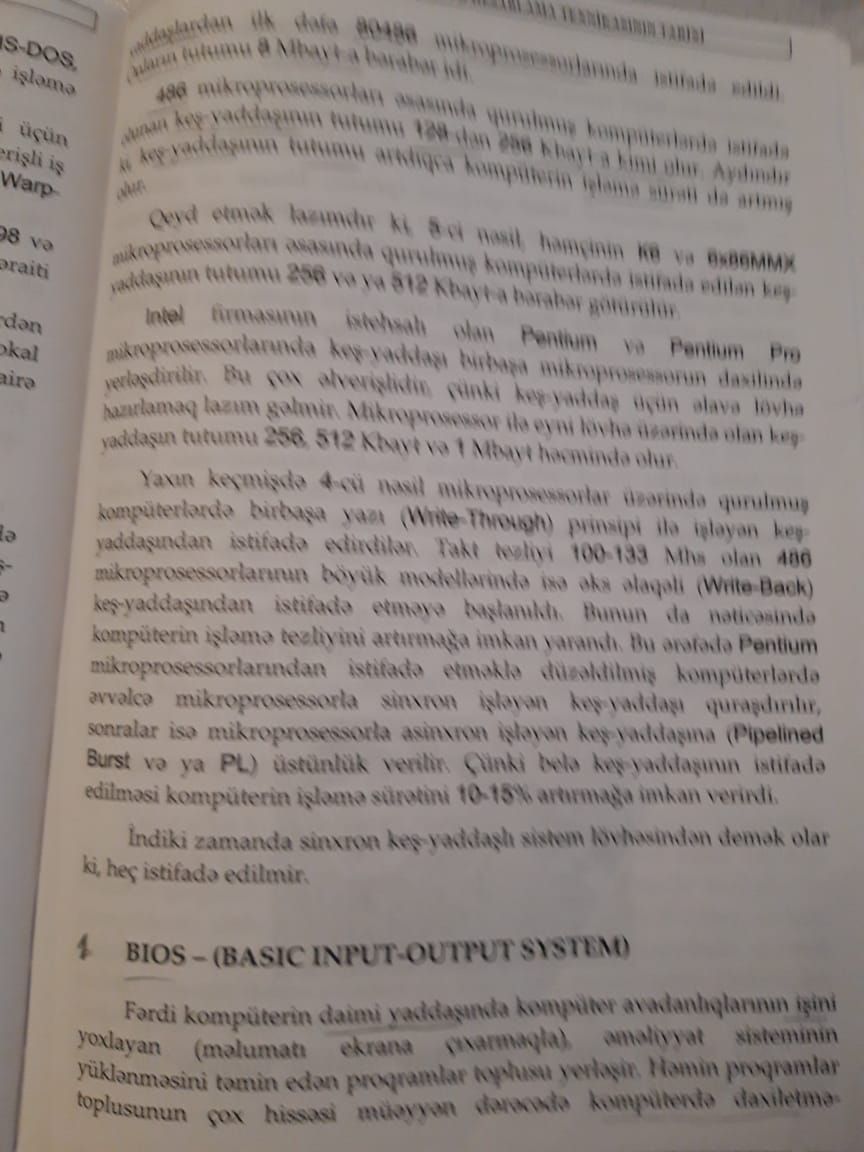 TEXNİKASININ TARİXİ
yaddaşlardan ilk dəfə 80486 mikroprosessorlarında istifadə edildi.
Onların tutumu 8 Mbayt-a bərabər idi.
486 mikroprosessorları əsasında qurulmuş kompüterlərdə istifadə
olunan keş-yaddaşının tutumu 128-dən 256 Kbayt-a kimi olur. Aydındır
ki, keş-yaddaşının tutumu artdıqca kompüterin işləmə sürəti də artmış
olur.
Qeyd etmək lazımdır ki, 5-ci nəsil, həmçinin K6 və 6x86MMX
mikroprosessorları əsasında qurulmuş kompüterlərdə istifadə edilən keş-
yaddaşının tutumu 256 və ya 512 Kbayt-a bərabər götürülür.
Intel firmasının istehsalı olan Pentium və Pentium Pro
mikroprosessorlarında keş-yaddaşı birbaşa mikroprosessorun daxilində
yerləşdirilir. Bu çox əlverişlidir, çünki keş-yaddaş üçün əlavə lövhə
hazırlamaq lazım gəlmir. Mikroprosessor ilə eyni lövhə üzərində olan keş-
yaddaşın tutumu 256, 512 Kbayt və 1 Mbayt həcmində olur.
Yaxın keçmişdə 4-cü nəsil mikroprosessorlar üzərində qurulmuş
kompüterlərdə birbaşa yazı (Write-Through) prinsipi ilə işləyən keş-
yaddaşından istifadə edirdilər. Takt tezliyi 100-133 Mhs olan 486
mikroprosessorlarının böyük modellərində isə əks əlaqəli (Write-Back)
keş-yaddaşından istifadə etməyə başlanıldı. Bunun da nəticəsində
kompüterin işləmə tezliyini artırmağa imkan yarandı. Bu ərəfədə Pentium
mikroprosessorlarından istifadə etməklə düzəldilmiş kompüterlərdə
əvvəlcə mikroprosessorla sinxron işləyən keş-yaddaşı quraşdırılır,
sonralar isə mikroprosessorla asinxron işləyən keş-yaddaşına (Pipelined
Burst və ya PL) üstünlük verilir. Çünki belə keş-yaddaşının istifadə
edilməsi kompüterin işləmə sürətini 10-15% artırmağa imkan verirdi.
İndiki zamanda sinxron keş-yaddaşlı sistem lövhəsindən demək olar
ki, heç istifadə edilmir.
1 BIOS – (BASIC INPUT-OUTPUT SYSTEM)
Fərdi kompüterin daimi yaddaşında kompüter avadanlıqlarının işini
yoxlayan (məlumatı ekrana çıxarmaqla), əməliyyat sisteminin
yüklənməsini təmin edən proqramlar toplusu yerləşir. Həmin proqramlar
toplusunun çox hissəsi müəyyən dərəcədə kompüterdə daxiletmə-